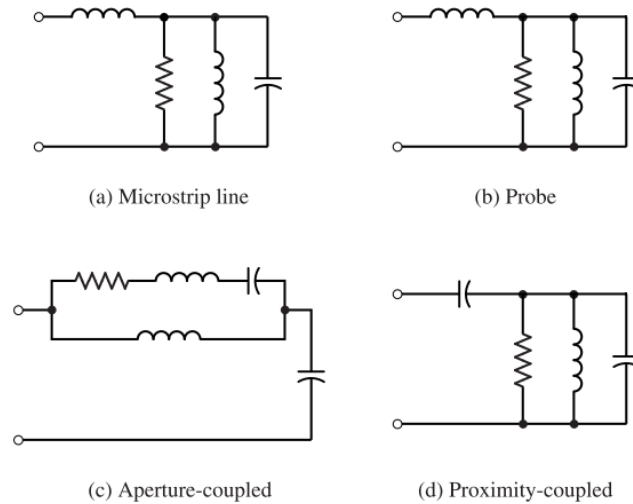 (a) Microstrip line
(b) Probe
(c) Aperture-coupled
(d) Proximity-coupled